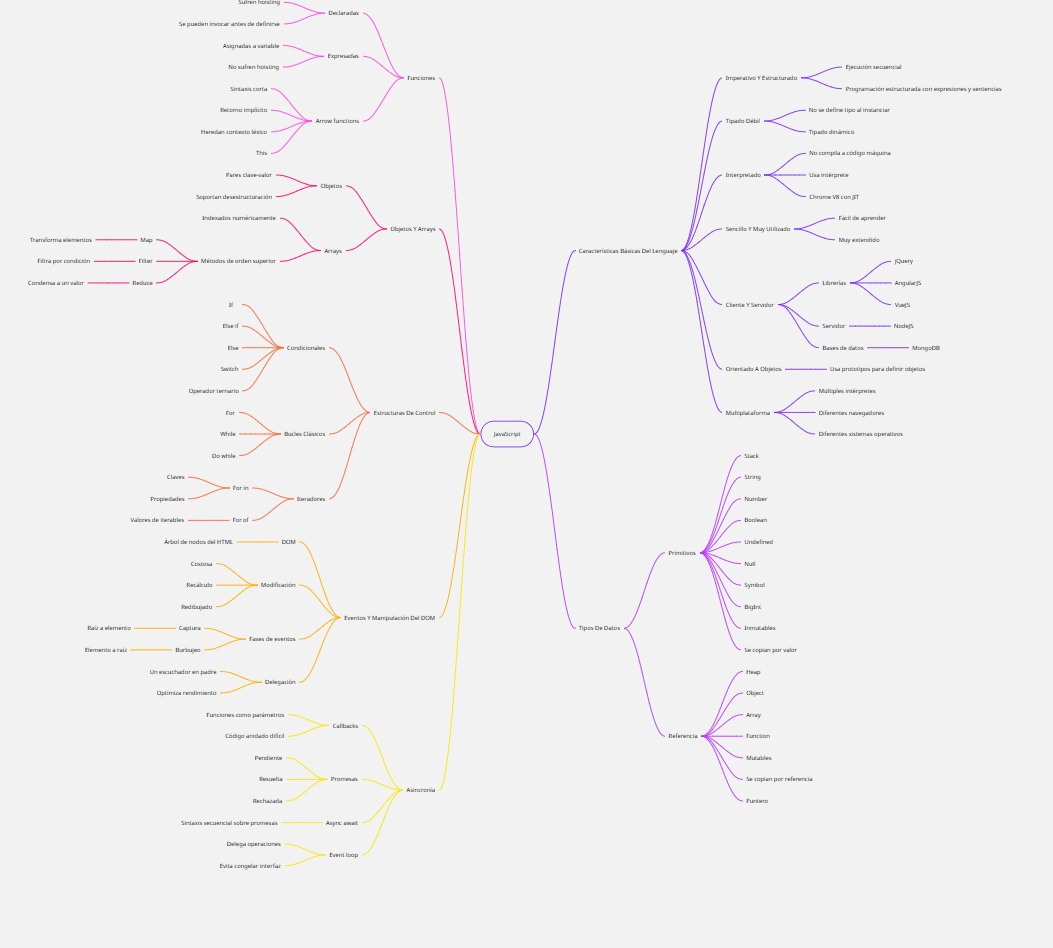 JavaScript
Funciones
Declaradas
Sufren hoisting
Se pueden invocar antes de definirse
Expresadas
Asignadas a variable
No sufren hoisting
Arrow functions
Sintaxis corta
Retorno implícito
Heredan contexto léxico
This
Objetos Y Arrays
Objetos
Pares clave-valor
Soportan desestructuración
Arrays
Indexados numéricamente
Métodos de orden superior
Map
Transforma elementos
Filter
Filtra por condición
Reduce
Condensa a un valor
Estructuras De Control
Condicionales
If
Else if
Else
Switch
Operador ternario
Bucles Clásicos
For
While
Do while
Iteradores
For in
Claves
Propiedades
For of
Valores de iterables
Eventos Y Manipulación Del DOM
DOM
Árbol de nodos del HTML
Modificación
Costosa
Recálculo
Redibujado
Fases de eventos
Captura
Raíz a elemento
Burbujeo
Elemento a raíz
Delegación
Un escuchador en padre
Optimiza rendimiento
Asincronía
Callbacks
Funciones como parámetros
Código anidado difícil
Promesas
Pendiente
Resuelta
Rechazada
Async await
Sintaxis secuencial sobre promesas
Event loop
Delega operaciones
Evita congelar interfaz
Características Básicas Del Lenguaje
Imperativo Y Estructurado
Ejecución secuencial
Programación estructurada con expresiones y sentencias
Tipado Débil
No se define tipo al instanciar
Tipado dinámico
Interpretado
No compila a código máquina
Usa intérprete
Chrome V8 con JIT
Sencillo Y Muy Utilizado
Fácil de aprender
Muy extendido
Cliente Y Servidor
Librerías
jQuery
AngularJS
VueJS
Servidor
NodeJS
Bases de datos
MongoDB
Orientado A Objetos
Usa prototipos para definir objetos
Multiplataforma
Múltiples intérpretes
Diferentes navegadores
Diferentes sistemas operativos
Tipos De Datos
Primitivos
Stack
String
Number
Boolean
Undefined
Null
Symbol
BigInt
Inmutables
Se copian por valor
Referencia
Heap
Object
Array
Function
Mutables
Se copian por referencia
Puntero